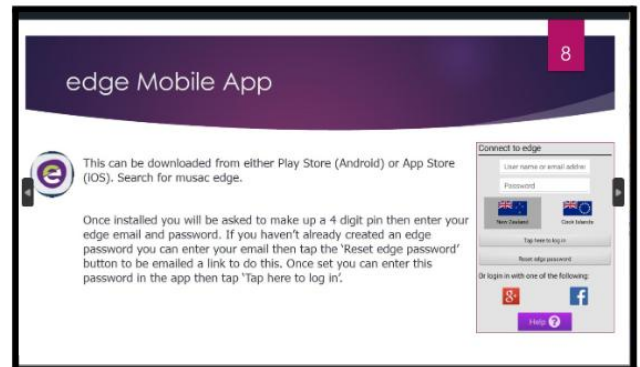 8
edge Mobile App
This can be downloaded from either Play Store (Android) or App Store
(iOS). Search for musac edge.
Once installed you will be asked to make up a 4 digit pin then enter your
edge email and password. If you haven't already created an edge
password you can enter your email then tap the 'Reset edge password'
button to be emailed a link to do this. Once set you can enter this
password in the app then tap 'Tap here to log in'.
Connect to edge
User name or email addres
Password
New Zealand
Cook Islands
Tap here to log in
Reset edge password
Or login in with one of the following:
g+
f
Help ?